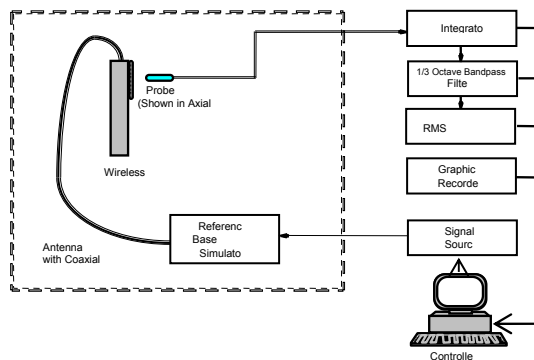 Integrato
1/3 Octave Bandpass
Filte
RMS
Graphic
Recorde
Probe
(Shown in Axial
Wireless
Referenc
Base
Simulato
Antenna
with Coaxial
Signal
Sourc
Controlle